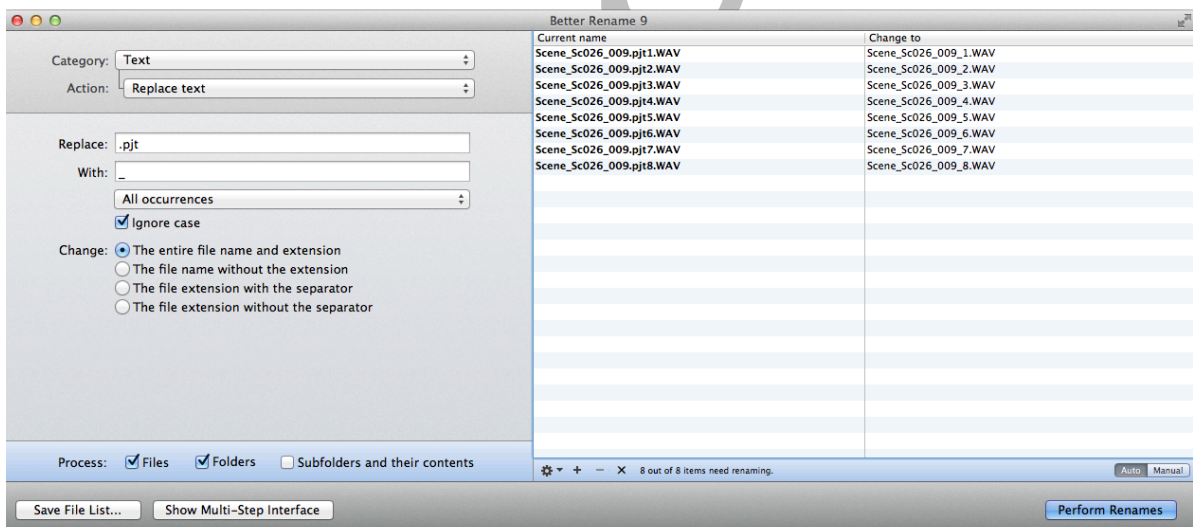 Better Rename 9
Category: Text
Action: Replace text
Replace: .pjt
With: _
All occurrences
Ignore case
Change: The entire file name and extension
The file name without the extension
The file extension with the separator
The file extension without the separator
Process: Files Folders Subfolders and their contents
Current name Change to
Scene_Sc026_009.pjt1.WAV Scene_Sc026_009_1.WAV
Scene_Sc026_009.pjt2.WAV Scene_Sc026_009_2.WAV
Scene_Sc026_009.pjt3.WAV Scene_Sc026_009_3.WAV
Scene_Sc026_009.pjt4.WAV Scene_Sc026_009_4.WAV
Scene_Sc026_009.pjt5.WAV Scene_Sc026_009_5.WAV
Scene_Sc026_009.pjt6.WAV Scene_Sc026_009_6.WAV
Scene_Sc026_009.pjt7.WAV Scene_Sc026_009_7.WAV
Scene_Sc026_009.pjt8.WAV Scene_Sc026_009_8.WAV
8 out of 8 items need renaming. Auto Manual
Save File List... Show Multi-Step Interface Perform Renames